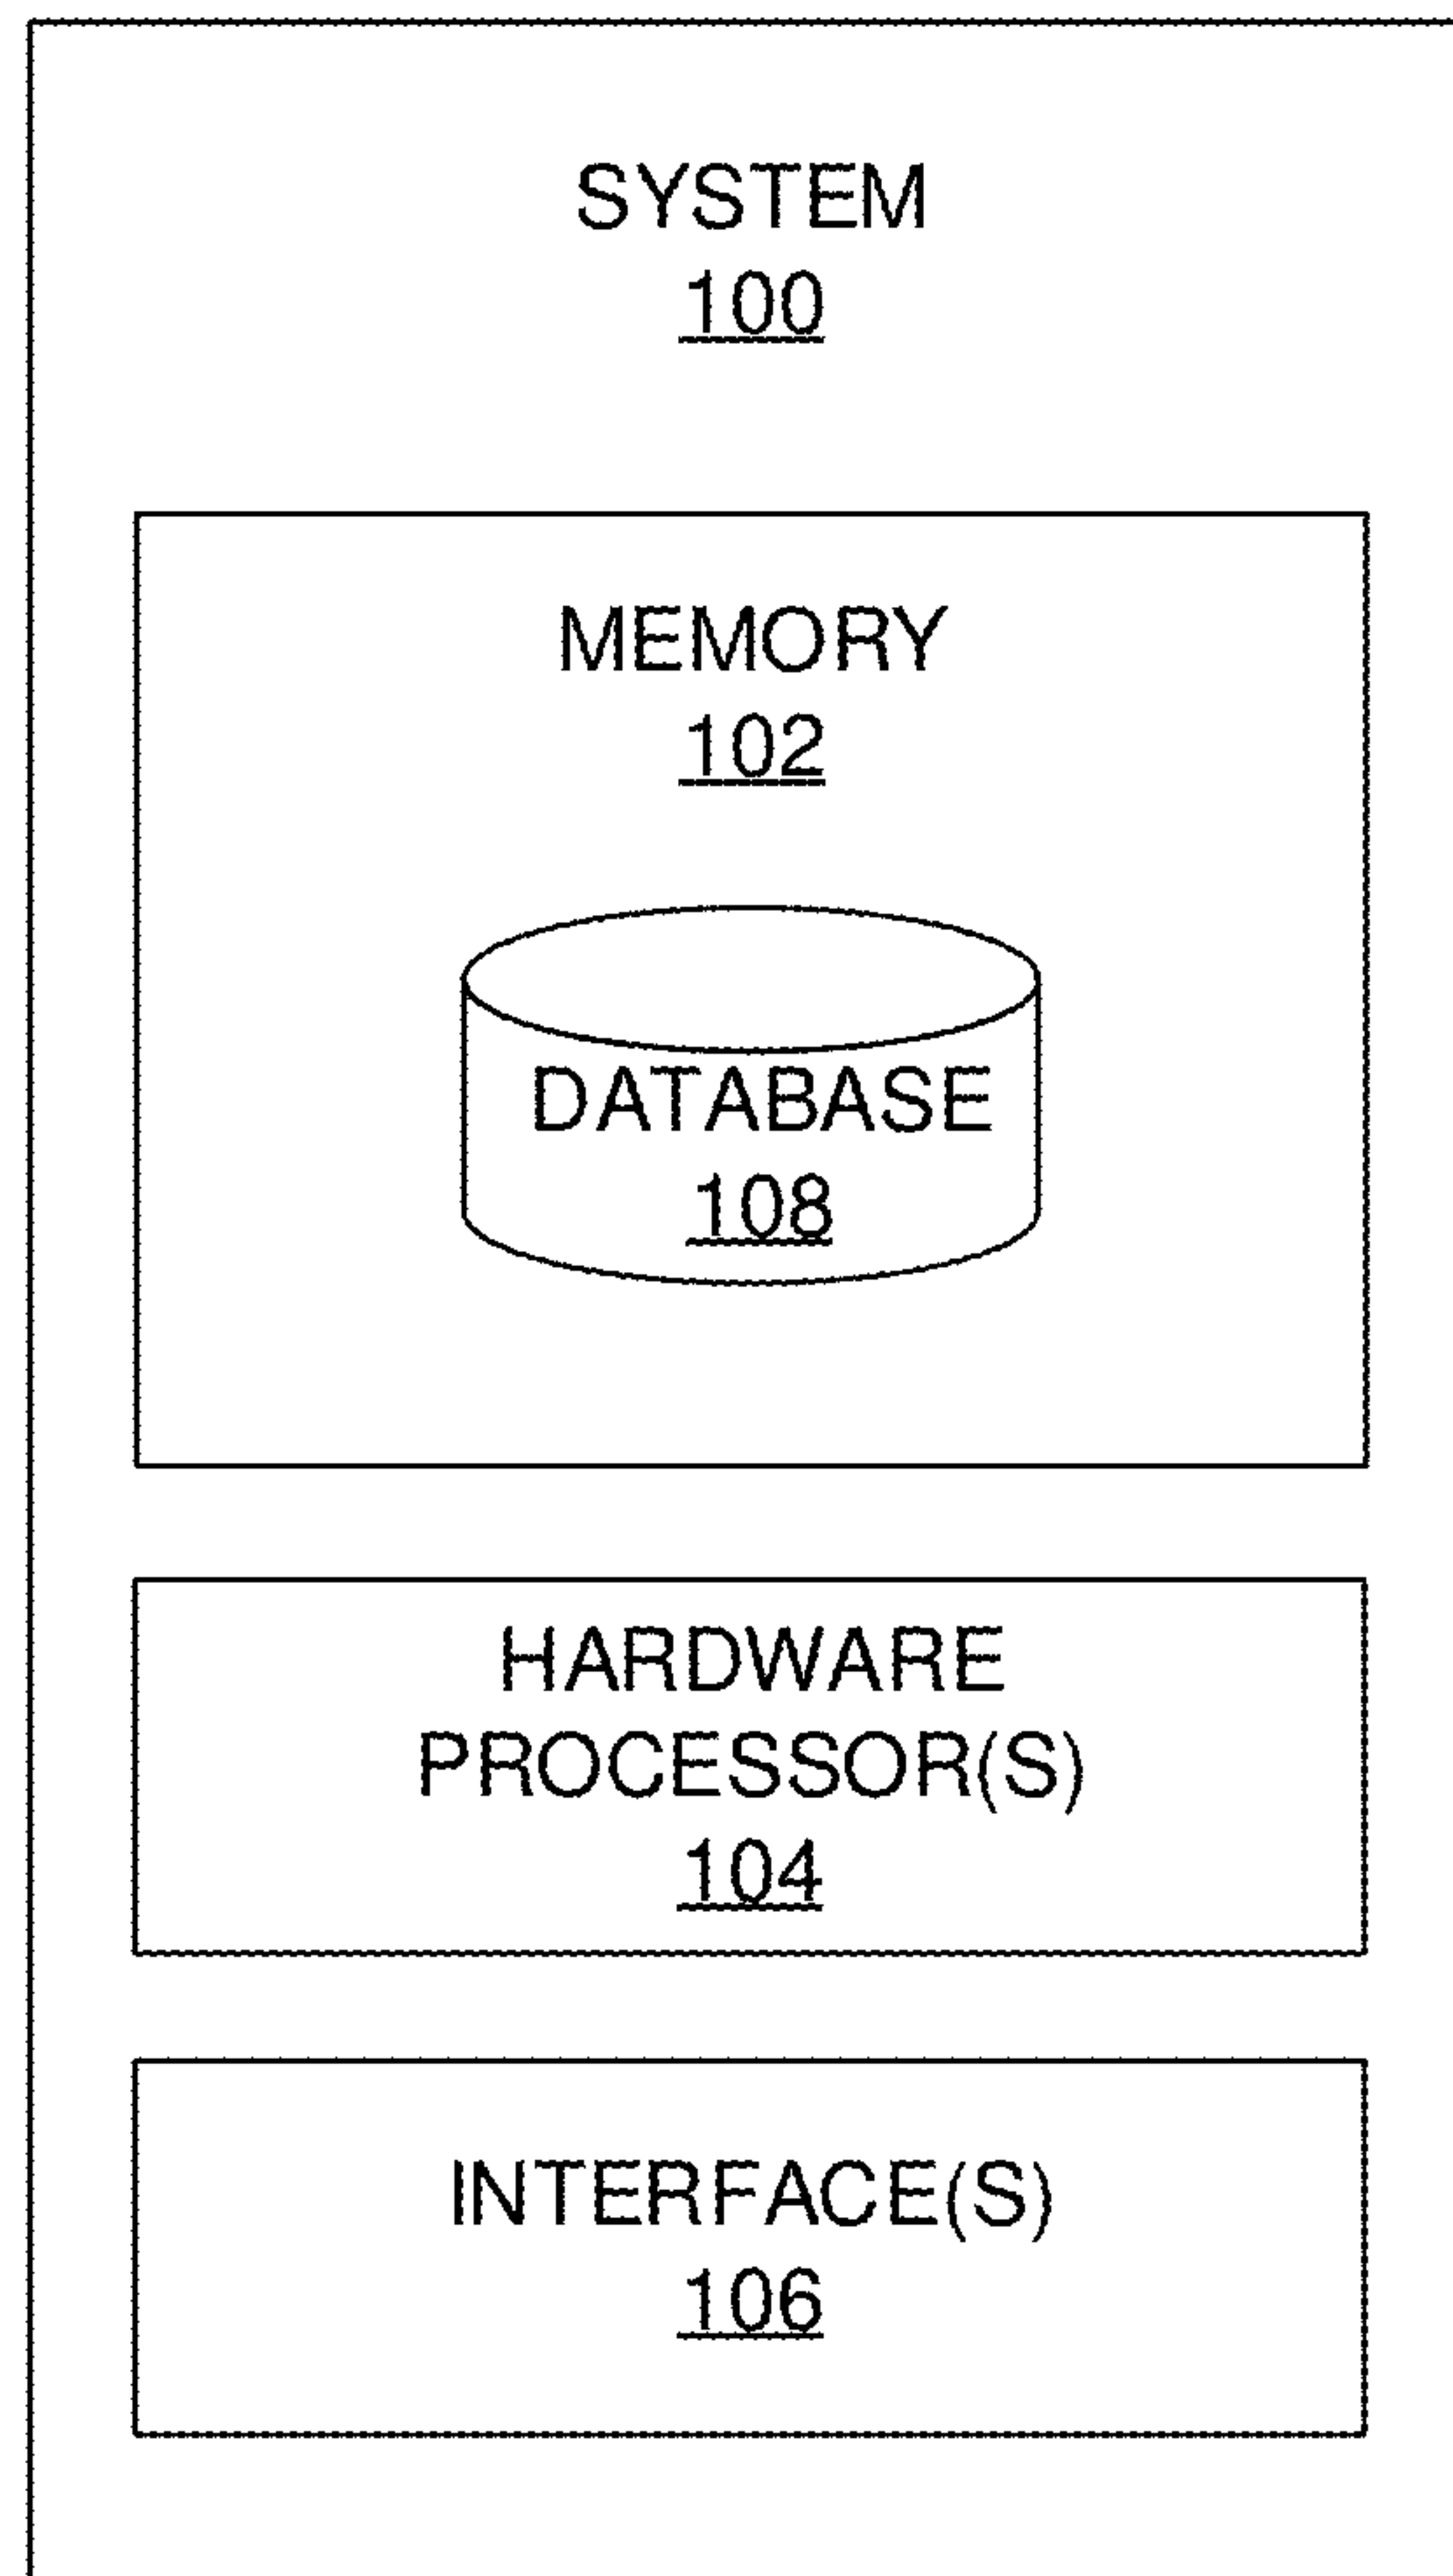 SYSTEM
100
MEMORY
102
DATABASE
108
HARDWARE
PROCESSOR(S)
104
INTERFACE(S)
106